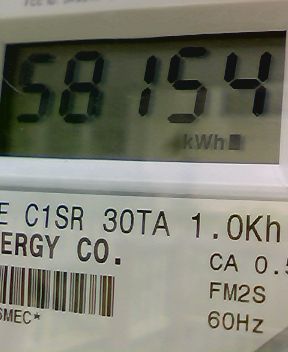 58154
kWh
E C1SR 30TA 1.0Kh
ERGY CO.
CA 0.5
FM2S
60Hz
SMEC*